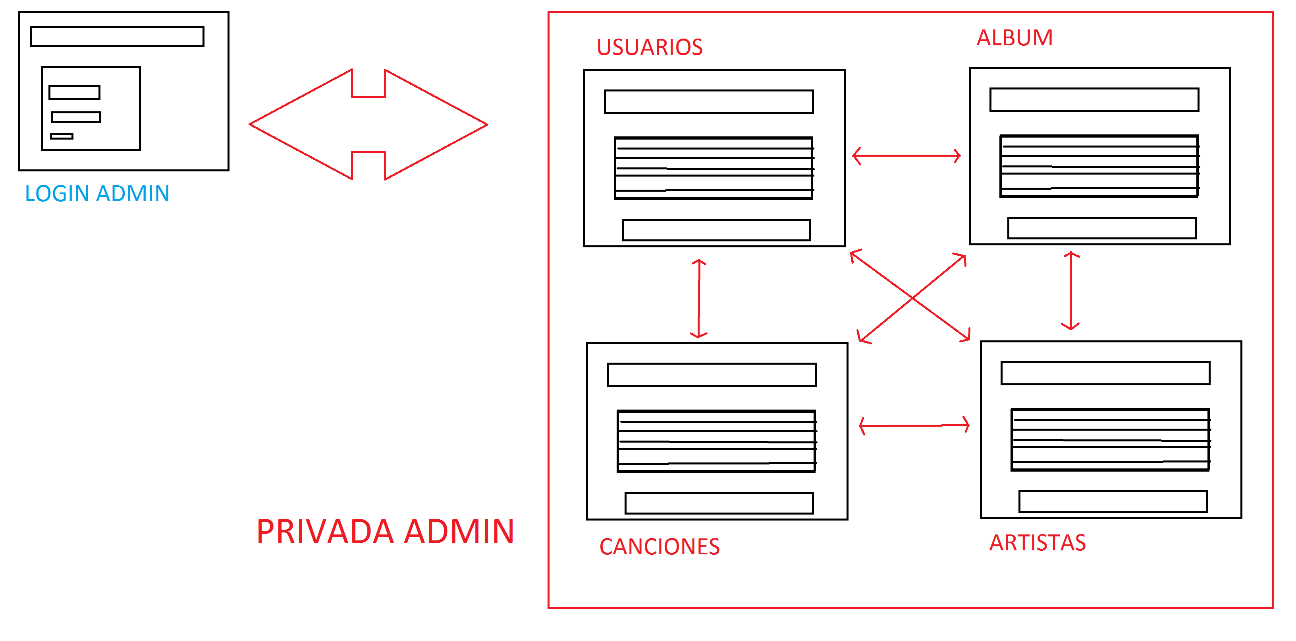 USUARIOS
ALBUM
LOGIN ADMIN
PRIVADA ADMIN
CANCIONES
ARTISTAS